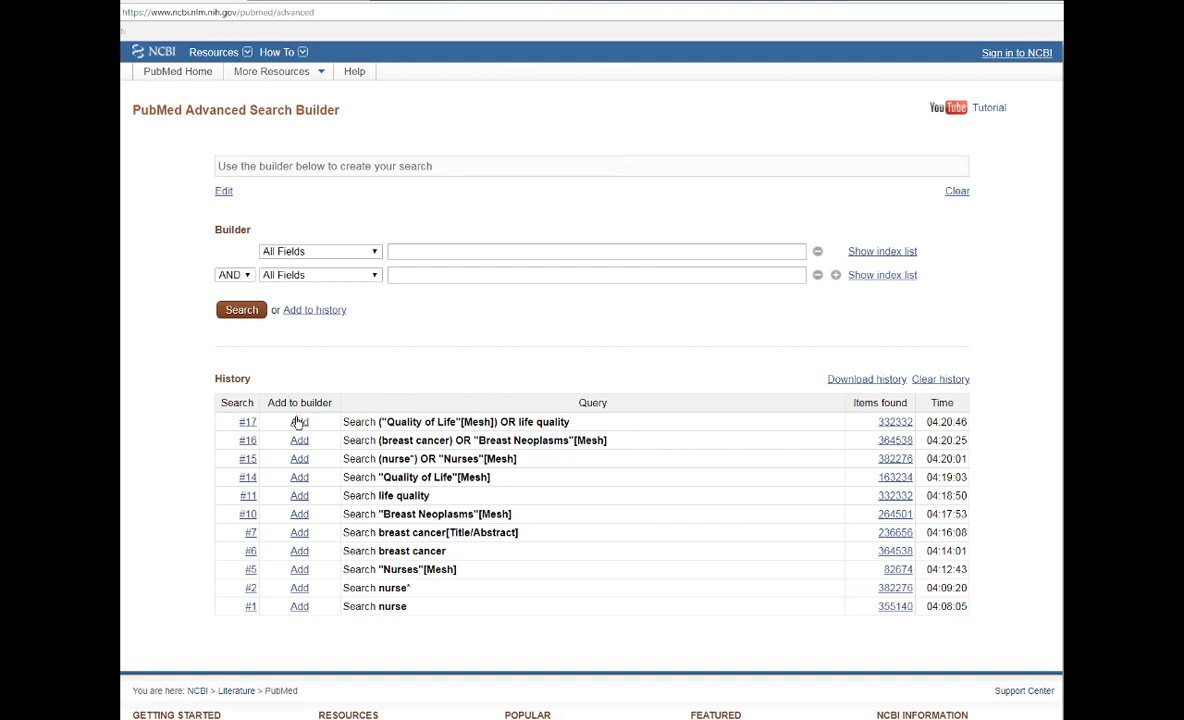 https://www.ncbi.nlm.nih.gov/pubmed/advanced
NCBI Resources How To Sign in to NCBI
PubMed Home More Resources Help
PubMed Advanced Search Builder
You Tube Tutorial
Use the builder below to create your search
Edit Clear
Builder
All Fields Show index list
AND All Fields Show index list
Search or Add to history
History Download history Clear history
Search Add to builder Query Items found Time
#17 Add Search ("Quality of Life"[Mesh]) OR life quality 332332 04:20:46
#16 Add Search (breast cancer) OR "Breast Neoplasms"[Mesh] 364538 04:20:25
#15 Add Search (nurse*) OR "Nurses"[Mesh] 382276 04:20:01
#14 Add Search "Quality of Life"[Mesh] 163234 04:19:03
#11 Add Search life quality 332332 04:18:50
#10 Add Search "Breast Neoplasms"[Mesh] 264501 04:17:53
#7 Add Search breast cancer[Title/Abstract] 236656 04:16:08
#6 Add Search breast cancer 364538 04:14:01
#5 Add Search "Nurses"[Mesh] 82674 04:12:43
#2 Add Search nurse* 382276 04:09:20
#1 Add Search nurse 355140 04:08:05
You are here: NCBI > Literature > PubMed Support Center
GETTING STARTED RESOURCES POPULAR FEATURED NCBI INFORMATION